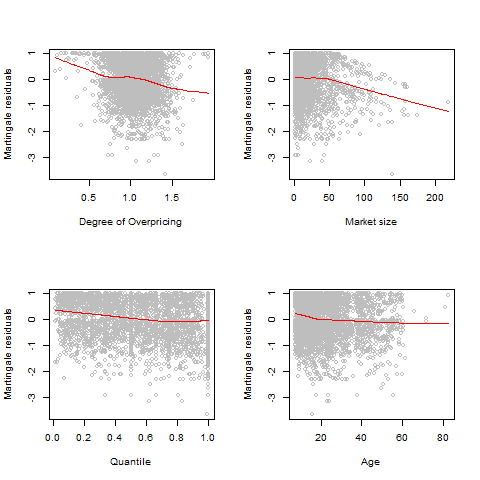 Martingale residuals
1
0
-1
-2
-3
0.5 1.0 1.5
Degree of Overpricing
Martingale residuals
1
0
-1
-2
-3
0 50 100 150 200
Market size
Martingale residuals
1
0
-1
-2
-3
0.0 0.2 0.4 0.6 0.8 1.0
Quantile
Martingale residuals
1
0
-1
-2
-3
20 40 60 80
Age